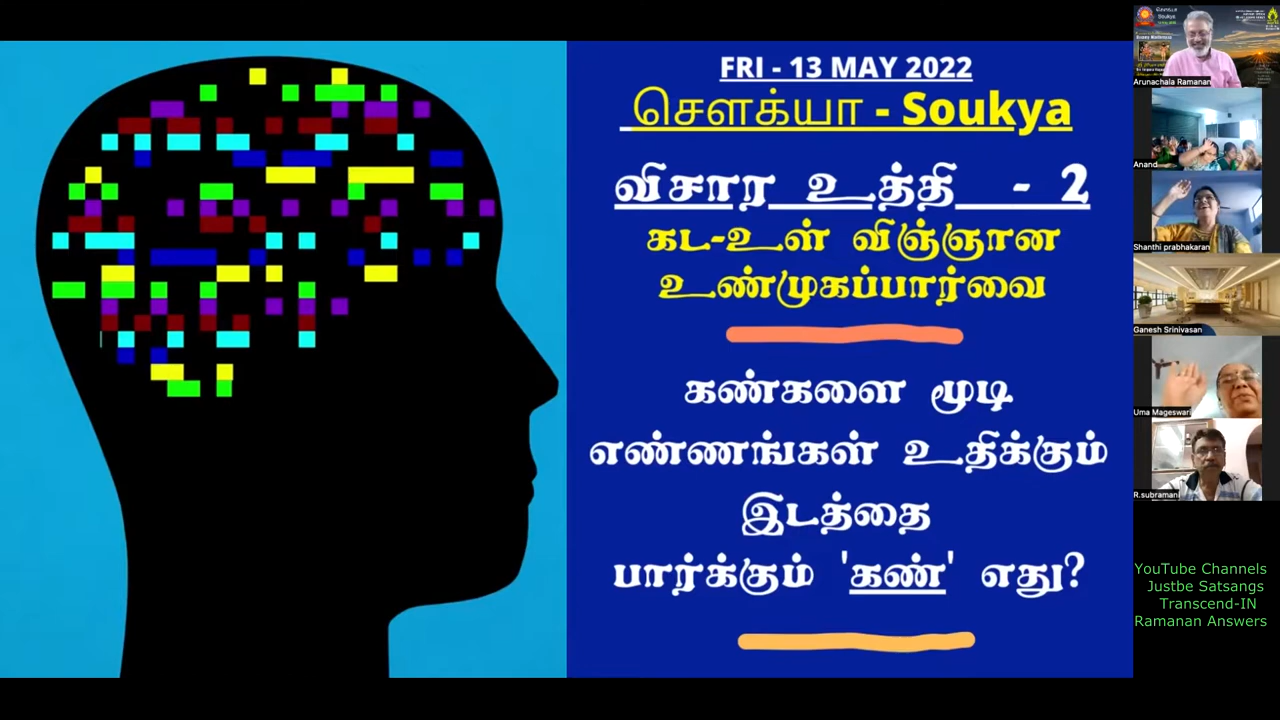 FRI - 13 MAY 2022
சௌக்யா - Soukya
விசார உத்தி - 2
கட-உள் விஞ்ஞான
உண்முகப்பார்வை
கண்களை மூடி
எண்ணங்கள் உதிக்கும்
இடத்தை
பார்க்கும் 'கண்' எது?
Soukya
Arunachala Ramanan
Anand
Shanthi prabhakaran
Ganesh Srinivasan
Uma Mageswari
R.subramani
YouTube Channels
Justbe Satsangs
Transcend-IN
Ramanan Answers